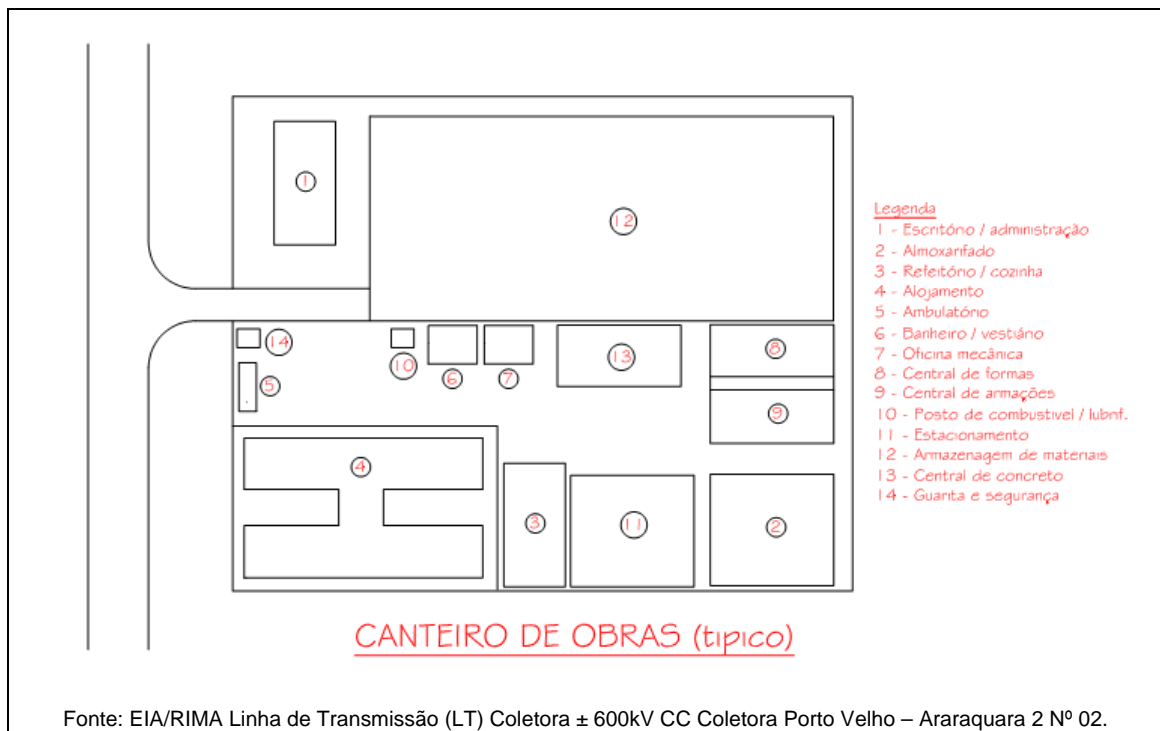 1
12
14
10
6
7
13
8
5
9
4
3
11
2
Legenda
1 - Escritório / administração
2 - Almoxarifado
3 - Refeitório / cozinha
4 - Alojamento
5 - Ambulatório
6 - Banheiro / vestiário
7 - Oficina mecânica
8 - Central de formas
9 - Central de armações
10 - Posto de combustivel / lubrif.
11 - Estacionamento
12 - Armazenagem de materiais
13 - Central de concreto
14 - Guarita e segurança
CANTEIRO DE OBRAS (tipico)
Fonte: EIA/RIMA Linha de Transmissão (LT) Coletora ± 600kV CC Coletora Porto Velho – Araraquara 2 Nº 02.